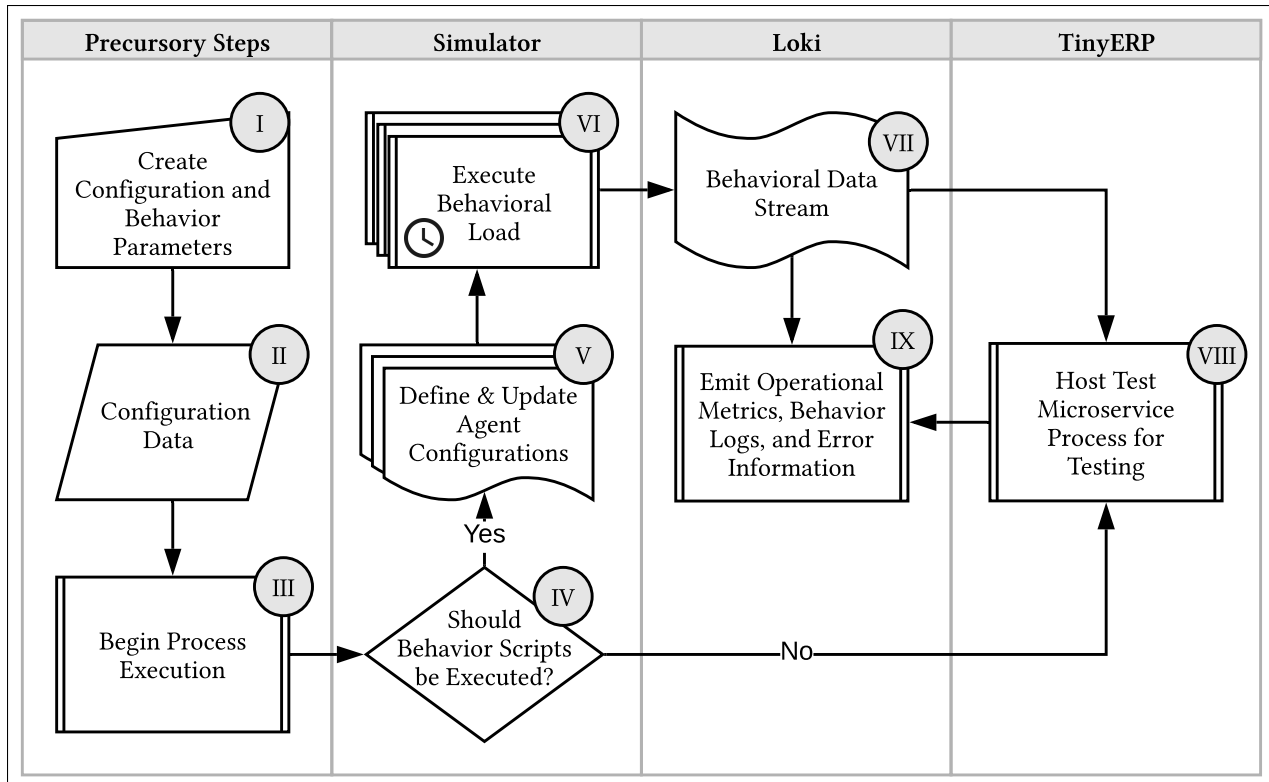 Precursory Steps
Simulator
Loki
TinyERP
I
Create
Configuration and
Behavior
Parameters
II
Configuration
Data
III
Begin Process
Execution
IV
Should
Behavior Scripts
be Executed?
Yes
No
V
Define & Update
Agent
Configurations
VI
Execute
Behavioral
Load
VII
Behavioral Data
Stream
VIII
Host Test
Microservice
Process for
Testing
IX
Emit Operational
Metrics, Behavior
Logs, and Error
Information